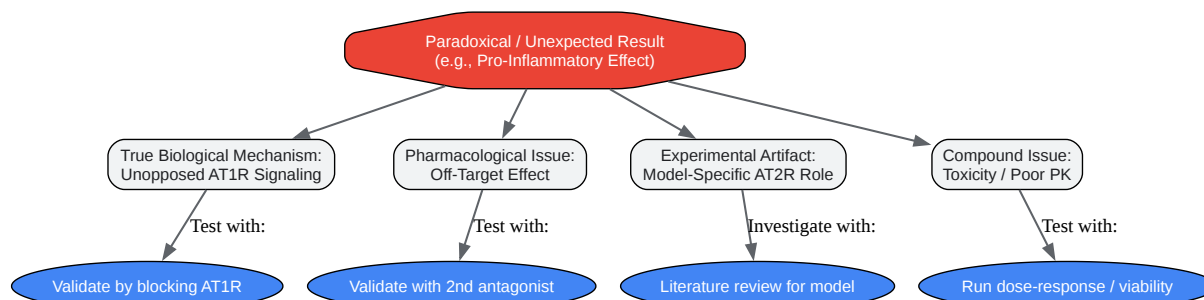 Paradoxical / Unexpected Result
(e.g., Pro-Inflammatory Effect)
True Biological Mechanism:
Unopposed AT1R Signaling
Pharmacological Issue:
Off-Target Effect
Experimental Artifact:
Model-Specific AT2R Role
Compound Issue:
Toxicity / Poor PK
Test with:
Test with:
Investigate with:
Test with:
Validate by blocking AT1R
Validate with 2nd antagonist
Literature review for model
Run dose-response / viability